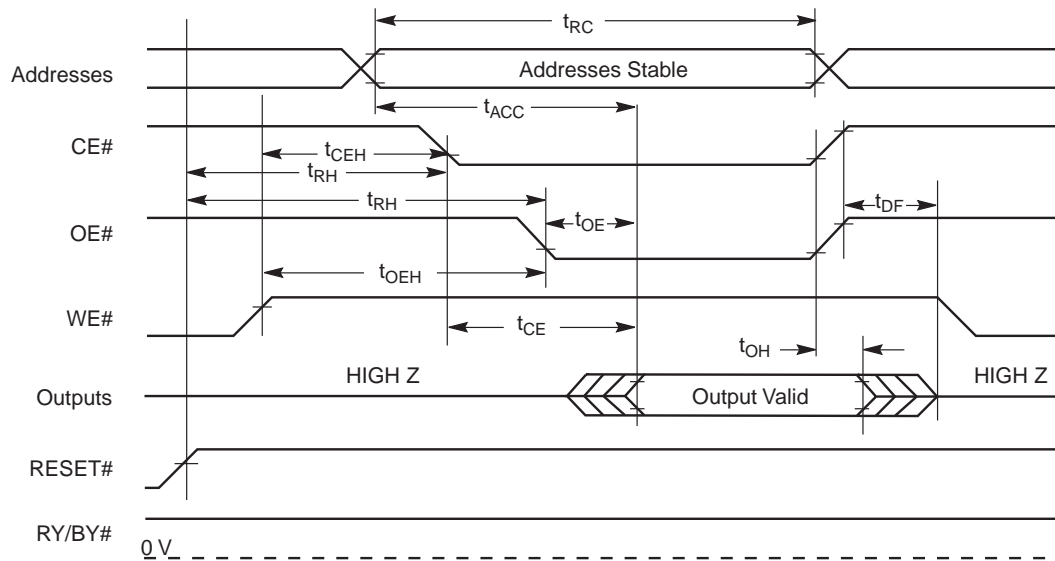 tRC
Addresses
Addresses Stable
tACC
CE#
tCEH
tRH
tRH
tOE
tDF
OE#
tOEH
WE#
tCE
tOH
HIGH Z
HIGH Z
Outputs
Output Valid
RESET#
RY/BY#
0 V